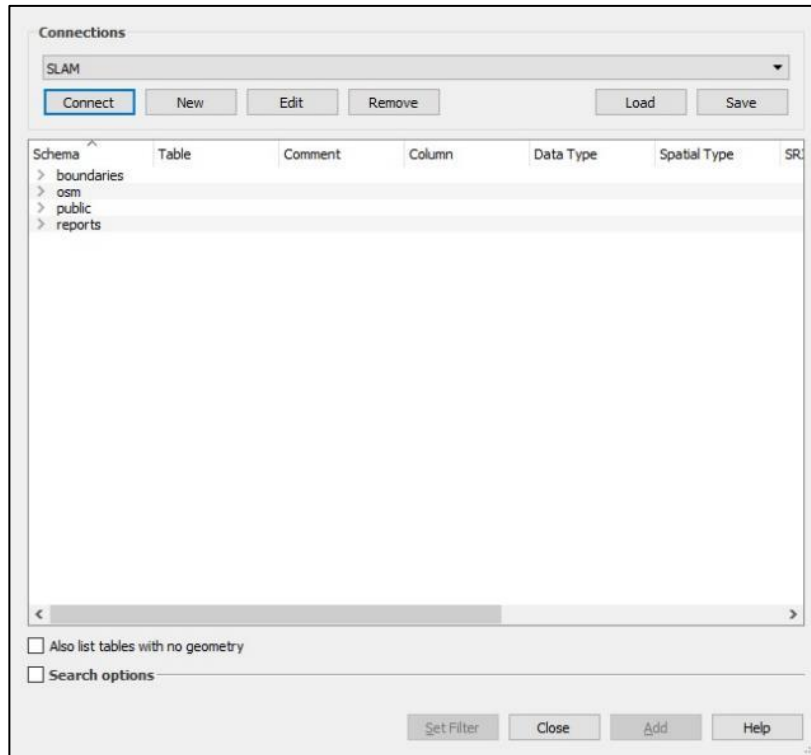 Connections
SLAM
Connect New Edit Remove Load Save
Schema Table Comment Column Data Type Spatial Type
boundaries
osm
public
reports
Also list tables with no geometry
Search options
Set Filter Close Add Help